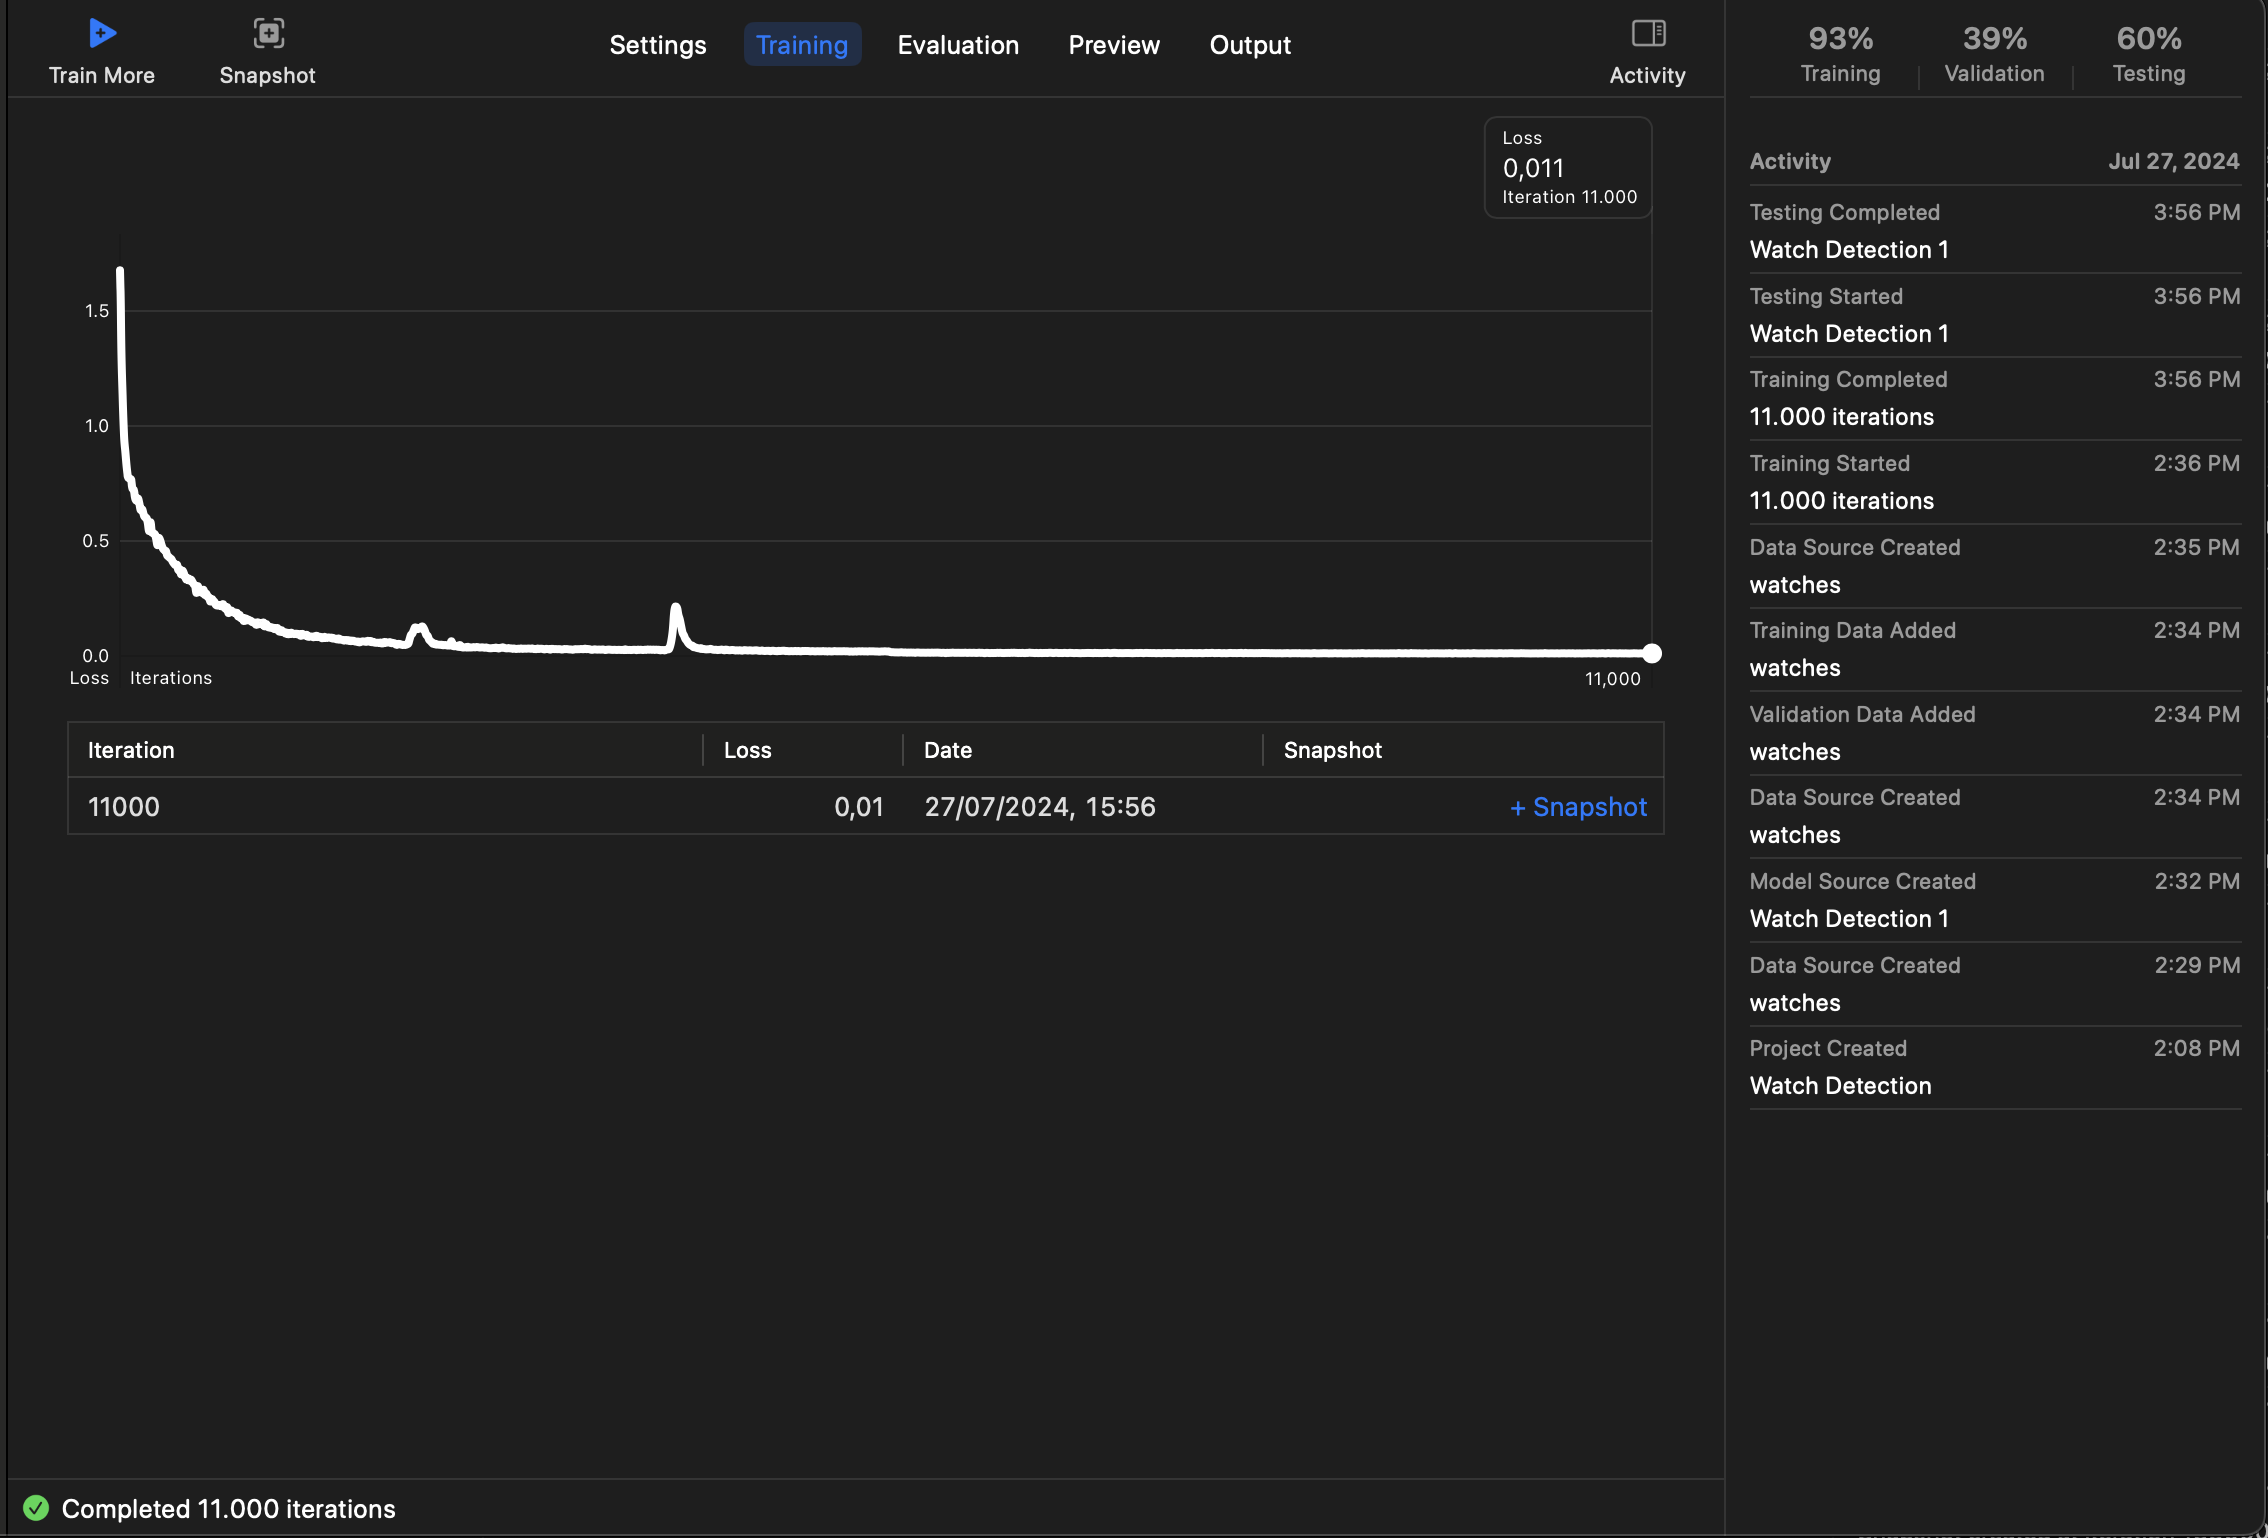 Train More
Snapshot
Settings
Training
Evaluation
Preview
Output
Activity
93%
Training
39%
Validation
60%
Testing
Loss
0,011
Iteration 11.000
1.5
1.0
0.5
0.0
Loss
Iterations
11,000
Iteration
Loss
Date
Snapshot
11000
0,01
27/07/2024, 15:56
+ Snapshot
Activity
Jul 27, 2024
Testing Completed
3:56 PM
Watch Detection 1
Testing Started
3:56 PM
Watch Detection 1
Training Completed
3:56 PM
11.000 iterations
Training Started
2:36 PM
11.000 iterations
Data Source Created
2:35 PM
watches
Training Data Added
2:34 PM
watches
Validation Data Added
2:34 PM
watches
Data Source Created
2:34 PM
watches
Model Source Created
2:32 PM
Watch Detection 1
Data Source Created
2:29 PM
watches
Project Created
2:08 PM
Watch Detection
Completed 11.000 iterations